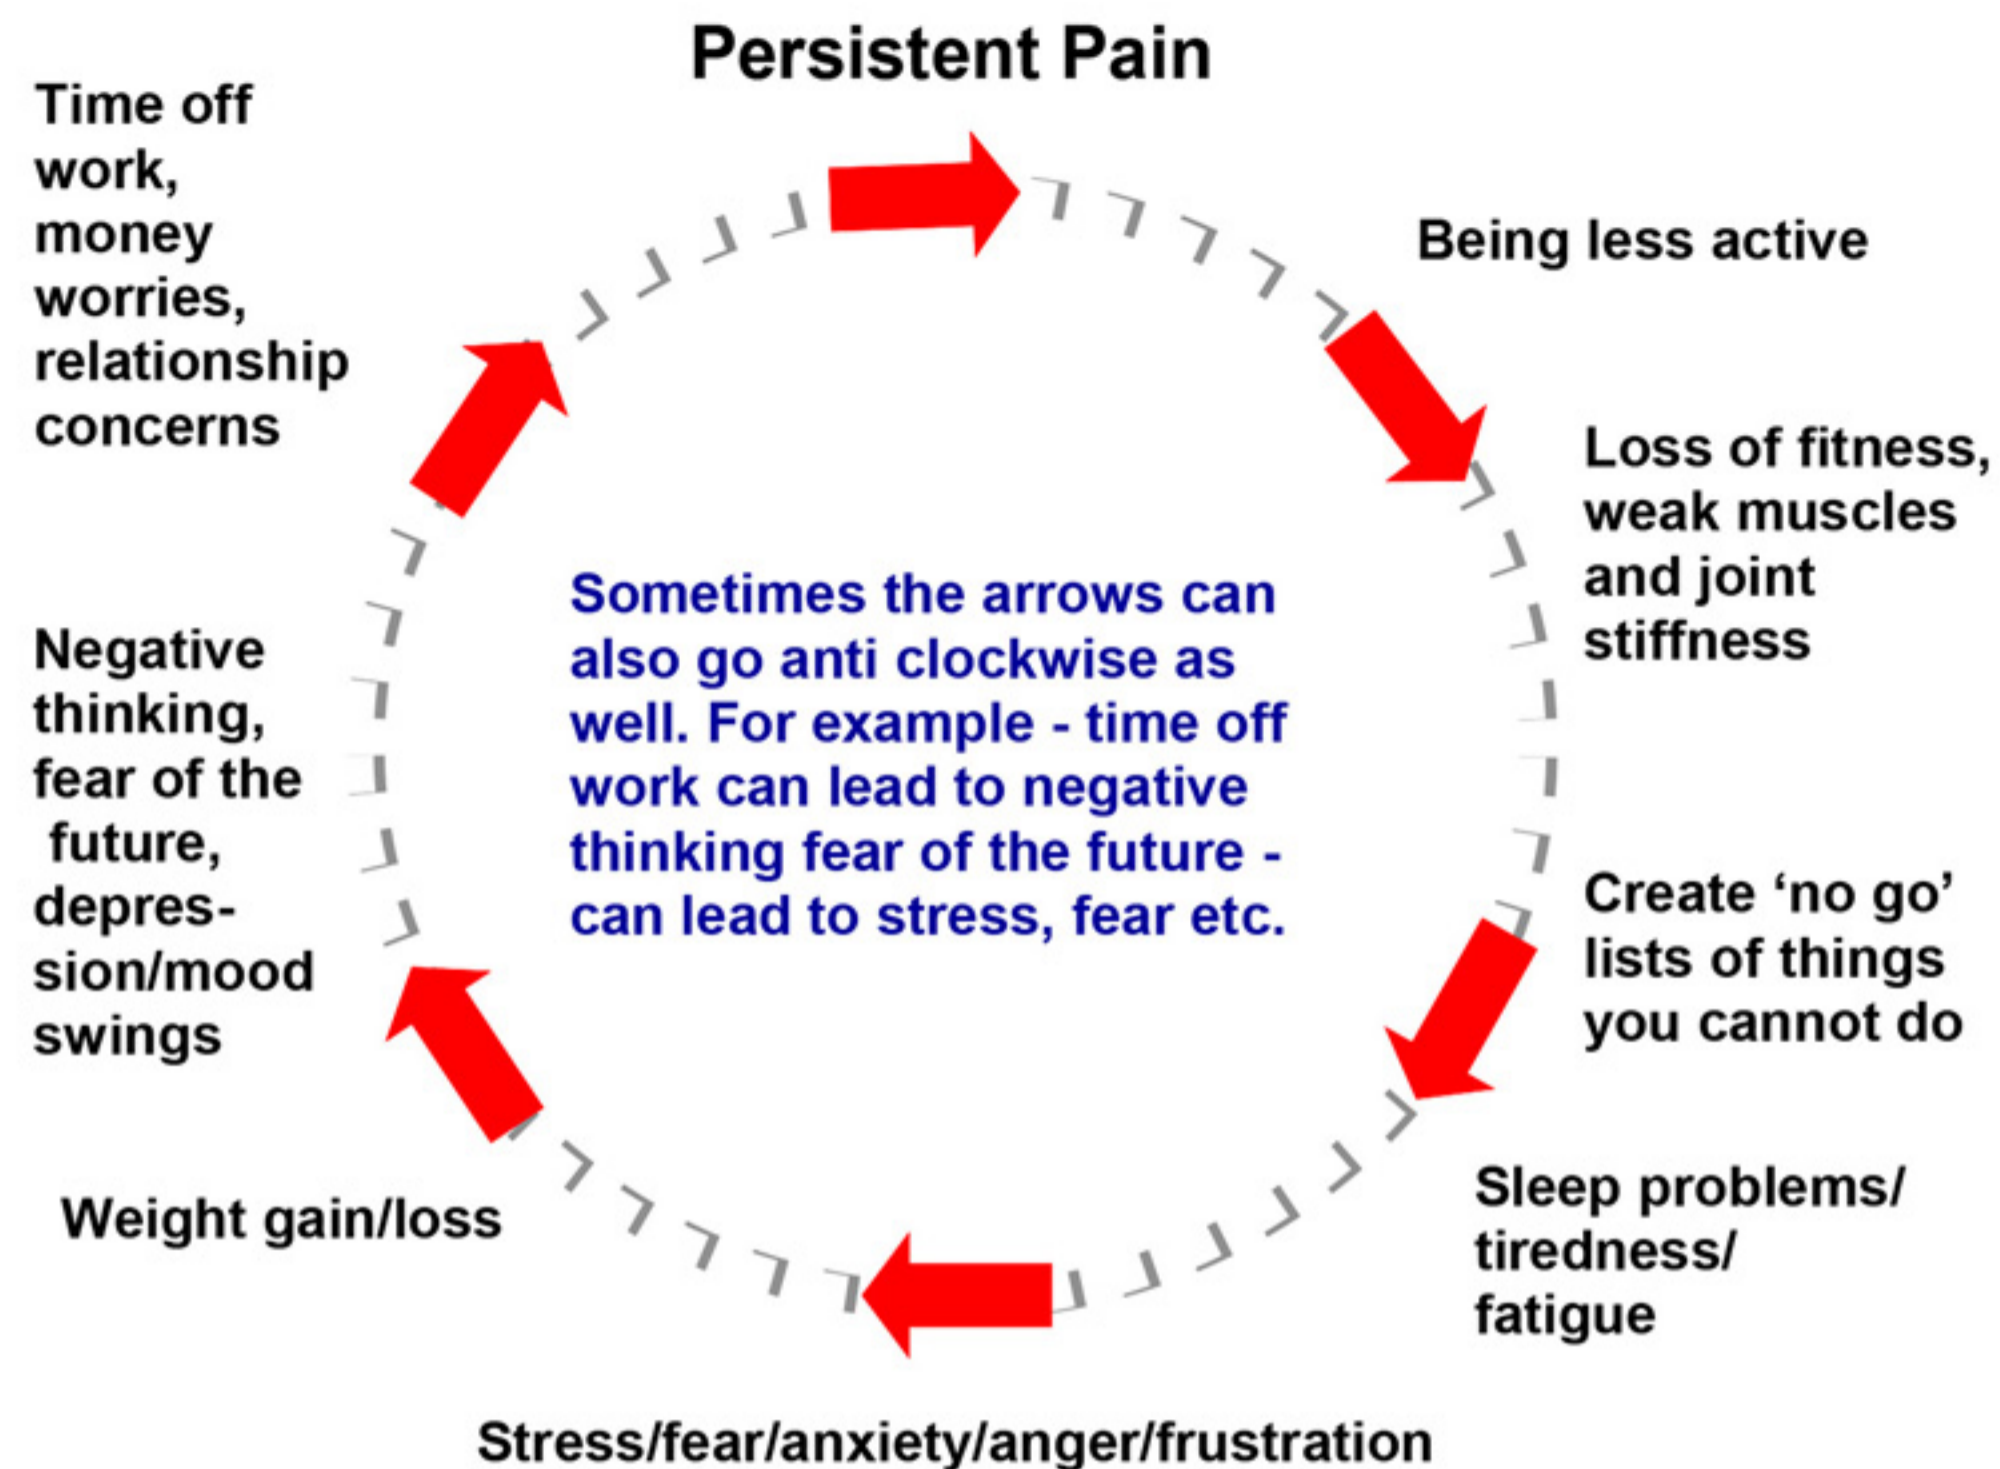 Persistent Pain
Being less active
Loss of fitness,
weak muscles
and joint
stiffness
Create ‘no go’
lists of things
you cannot do
Sleep problems/
tiredness/
fatigue
Stress/fear/anxiety/anger/frustration
Weight gain/loss
Negative
thinking,
fear of the
future,
depres-
sion/mood
swings
Time off
work,
money
worries,
relationship
concerns
Sometimes the arrows can
also go anti clockwise as
well. For example - time off
work can lead to negative
thinking fear of the future -
can lead to stress, fear etc.